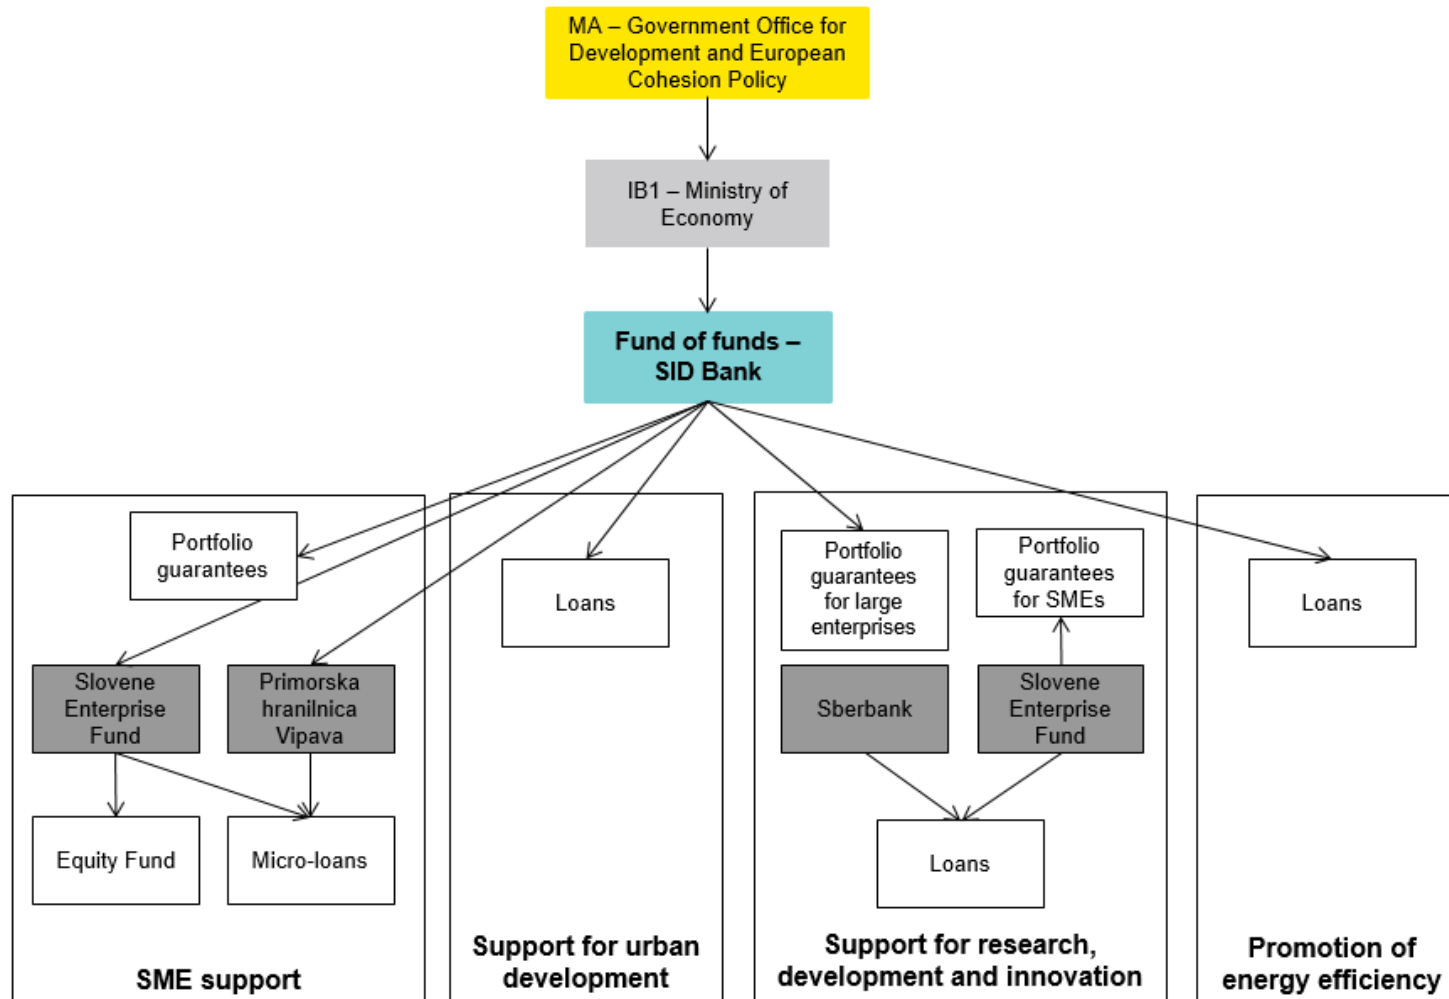 MA – Government Office for
Development and European
Cohesion Policy
IB1 – Ministry of
Economy
Fund of funds –
SID Bank
Portfolio
guarantees
Slovene
Enterprise
Fund
Primorska
hranilnica
Vipava
Equity Fund
Micro-loans
SME support
Loans
Support for urban
development
Portfolio
guarantees
for large
enterprises
Portfolio
guarantees
for SMEs
Sberbank
Slovene
Enterprise
Fund
Loans
Support for research,
development and innovation
Loans
Promotion of
energy efficiency